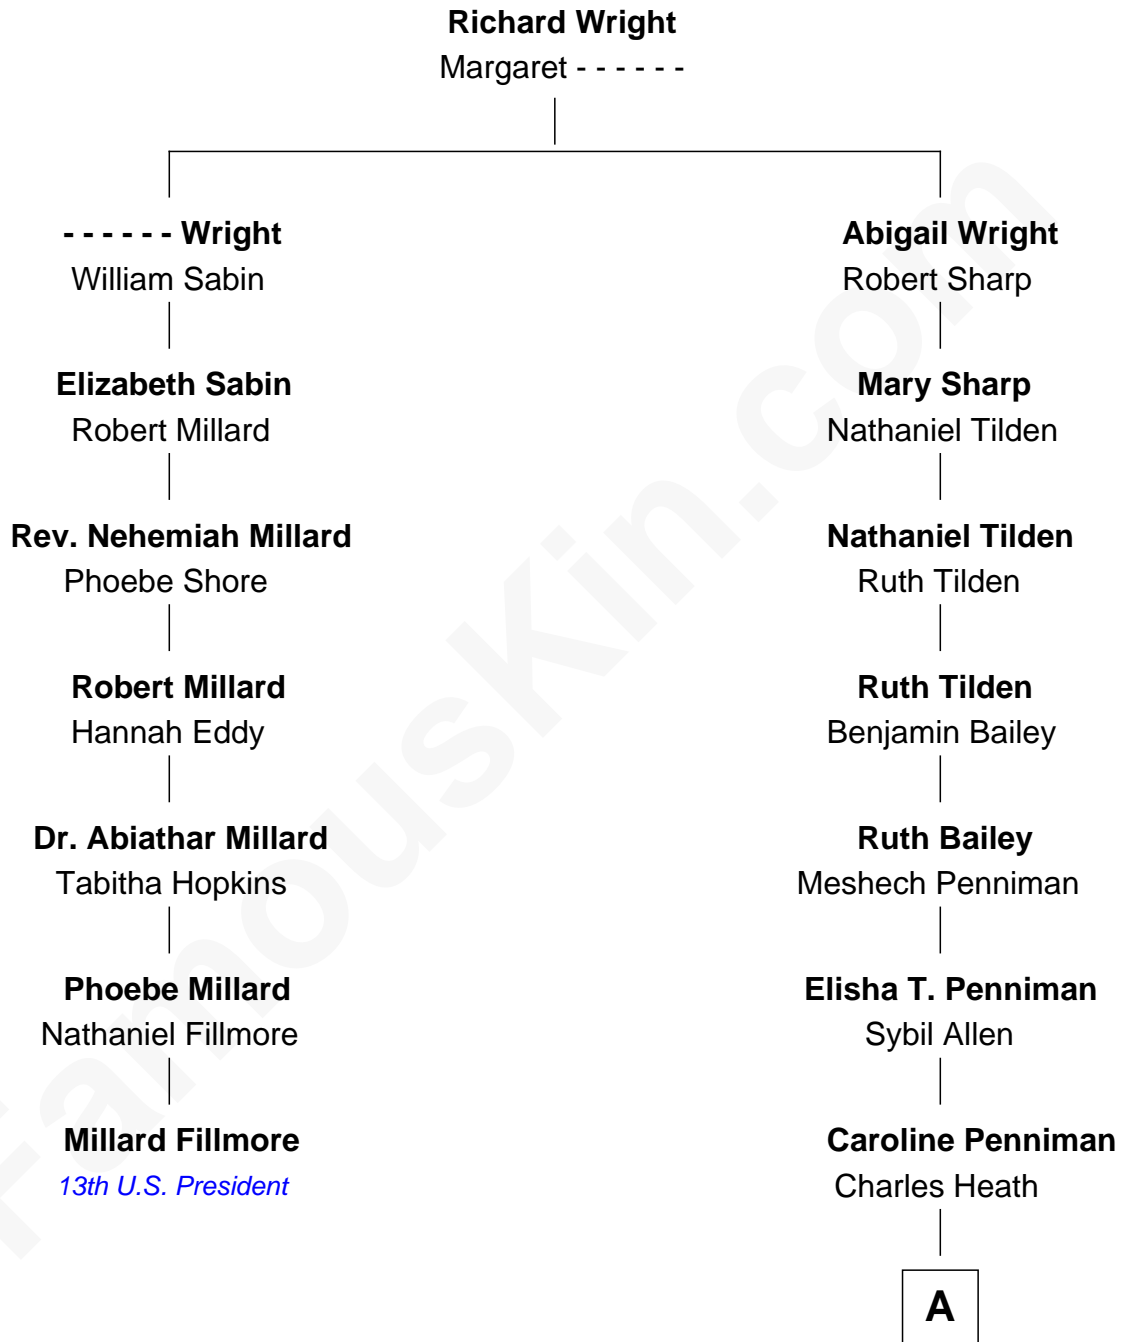 Richard Wright
Margaret - - - - - -
- - - - - - Wright
William Sabin
Elizabeth Sabin
Robert Millard
Rev. Nehemiah Millard
Phoebe Shore
Robert Millard
Hannah Eddy
Dr. Abiathar Millard
Tabitha Hopkins
Phoebe Millard
Nathaniel Fillmore
Millard Fillmore
13th U.S. President
Abigail Wright
Robert Sharp
Mary Sharp
Nathaniel Tilden
Nathaniel Tilden
Ruth Tilden
Ruth Tilden
Benjamin Bailey
Ruth Bailey
Meshech Penniman
Elisha T. Penniman
Sybil Allen
Caroline Penniman
Charles Heath
A
FamousKin.com